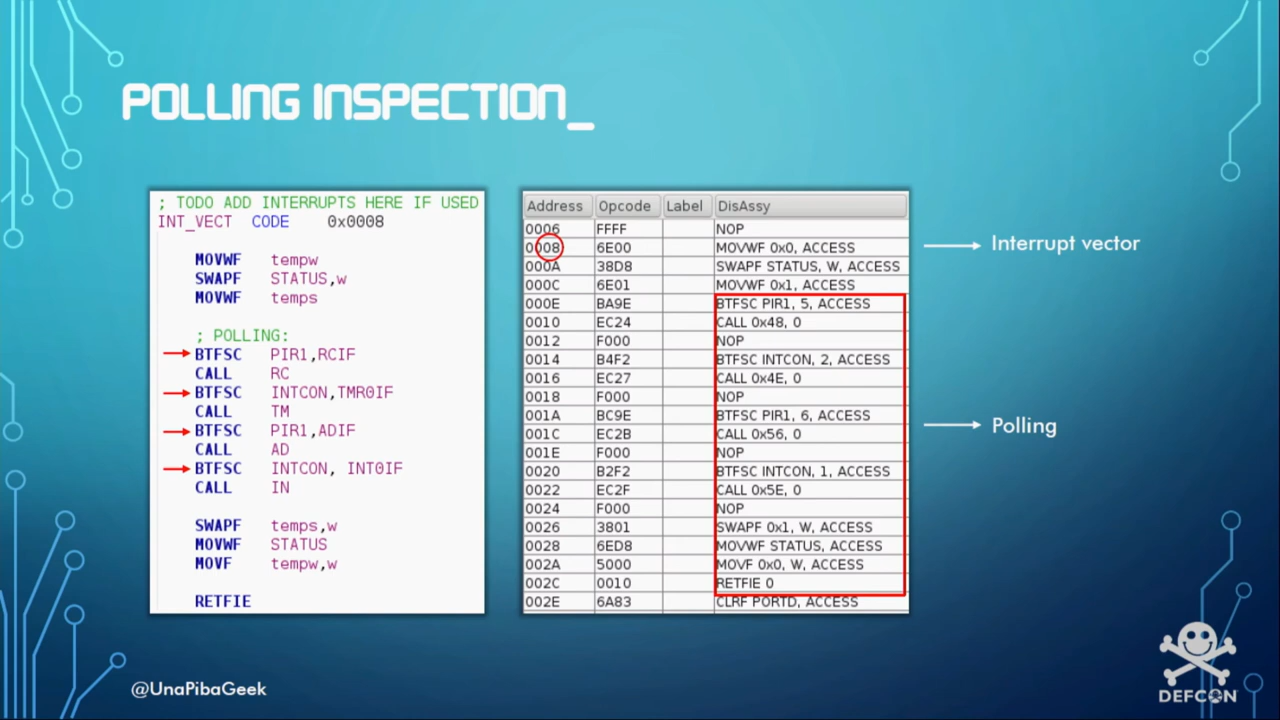 POLLING INSPECTION_
; TODO ADD INTERRUPTS HERE IF USED
INT_VECT CODE 0x0008
MOVWF tempw
SWAPF STATUS,w
MOVWF temps
; POLLING:
BTFSC PIR1,RCIF
CALL RC
BTFSC INTCON,TMR0IF
CALL TM
BTFSC PIR1,ADIF
CALL AD
BTFSC INTCON, INT0IF
CALL IN
SWAPF temps,w
MOVWF STATUS
MOVF tempw,w
RETFIE
Address Opcode Label DisAssy
0006 FFFF NOP
0008 6E00 MOVWF 0x0, ACCESS
000A 38D8 SWAPF STATUS, W, ACCESS
000C 6E01 MOVWF 0x1, ACCESS
000E BA9E BTFSC PIR1, 5, ACCESS
0010 EC24 CALL 0x48, 0
0012 F000 NOP
0014 B4F2 BTFSC INTCON, 2, ACCESS
0016 EC27 CALL 0x4E, 0
0018 F000 NOP
001A BC9E BTFSC PIR1, 6, ACCESS
001C EC2B CALL 0x56, 0
001E F000 NOP
0020 B2F2 BTFSC INTCON, 1, ACCESS
0022 EC2F CALL 0x5E, 0
0024 F000 NOP
0026 3801 SWAPF 0x1, W, ACCESS
0028 6ED8 MOVWF STATUS, ACCESS
002A 5000 MOVF 0x0, W, ACCESS
002C 0010 RETFIE 0
002E 6A83 CLRF PORTD, ACCESS
Interrupt vector
Polling
@UnaPibaGeek
DEFCON